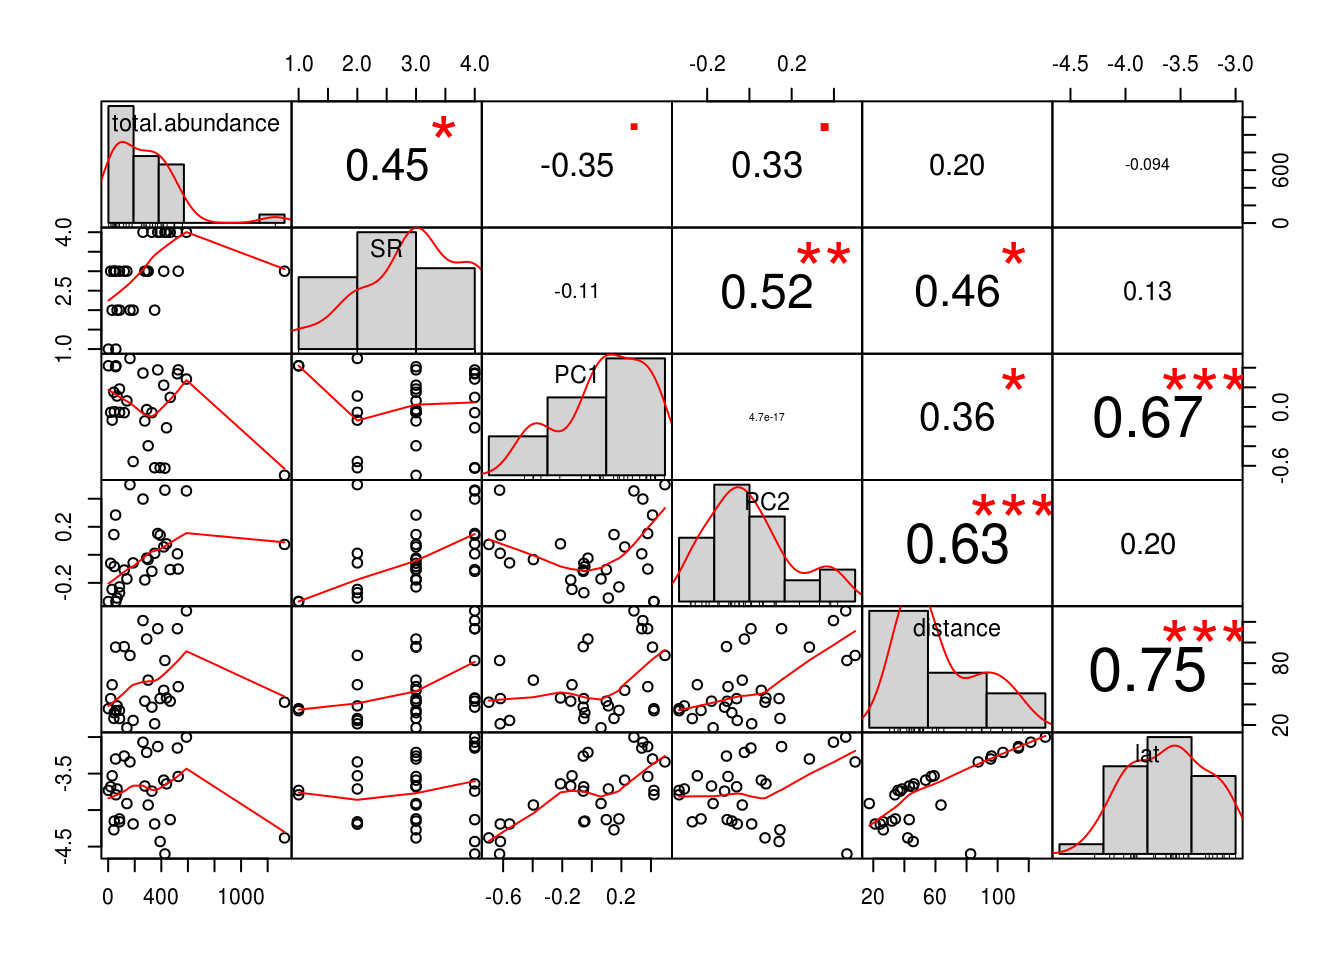 1.0 2.0 3.0 4.0 -0.2 0.2 -4.5 -4.0 -3.5 -3.0
total.abundance * . .
0.45 -0.35 0.33 0.20 -0.094 0 600
1.0 2.5 4.0 SR ** *
-0.11 0.52 0.46 0.13
PC1 * ***
4.7e-17 0.36 0.67 -0.6 0.0
-0.2 0.2 PC2 ***
0.63 0.20
distance ***
0.75 20 80
-4.5 -3.5 lat
0 400 1000 -0.6 -0.2 0.2 20 60 100